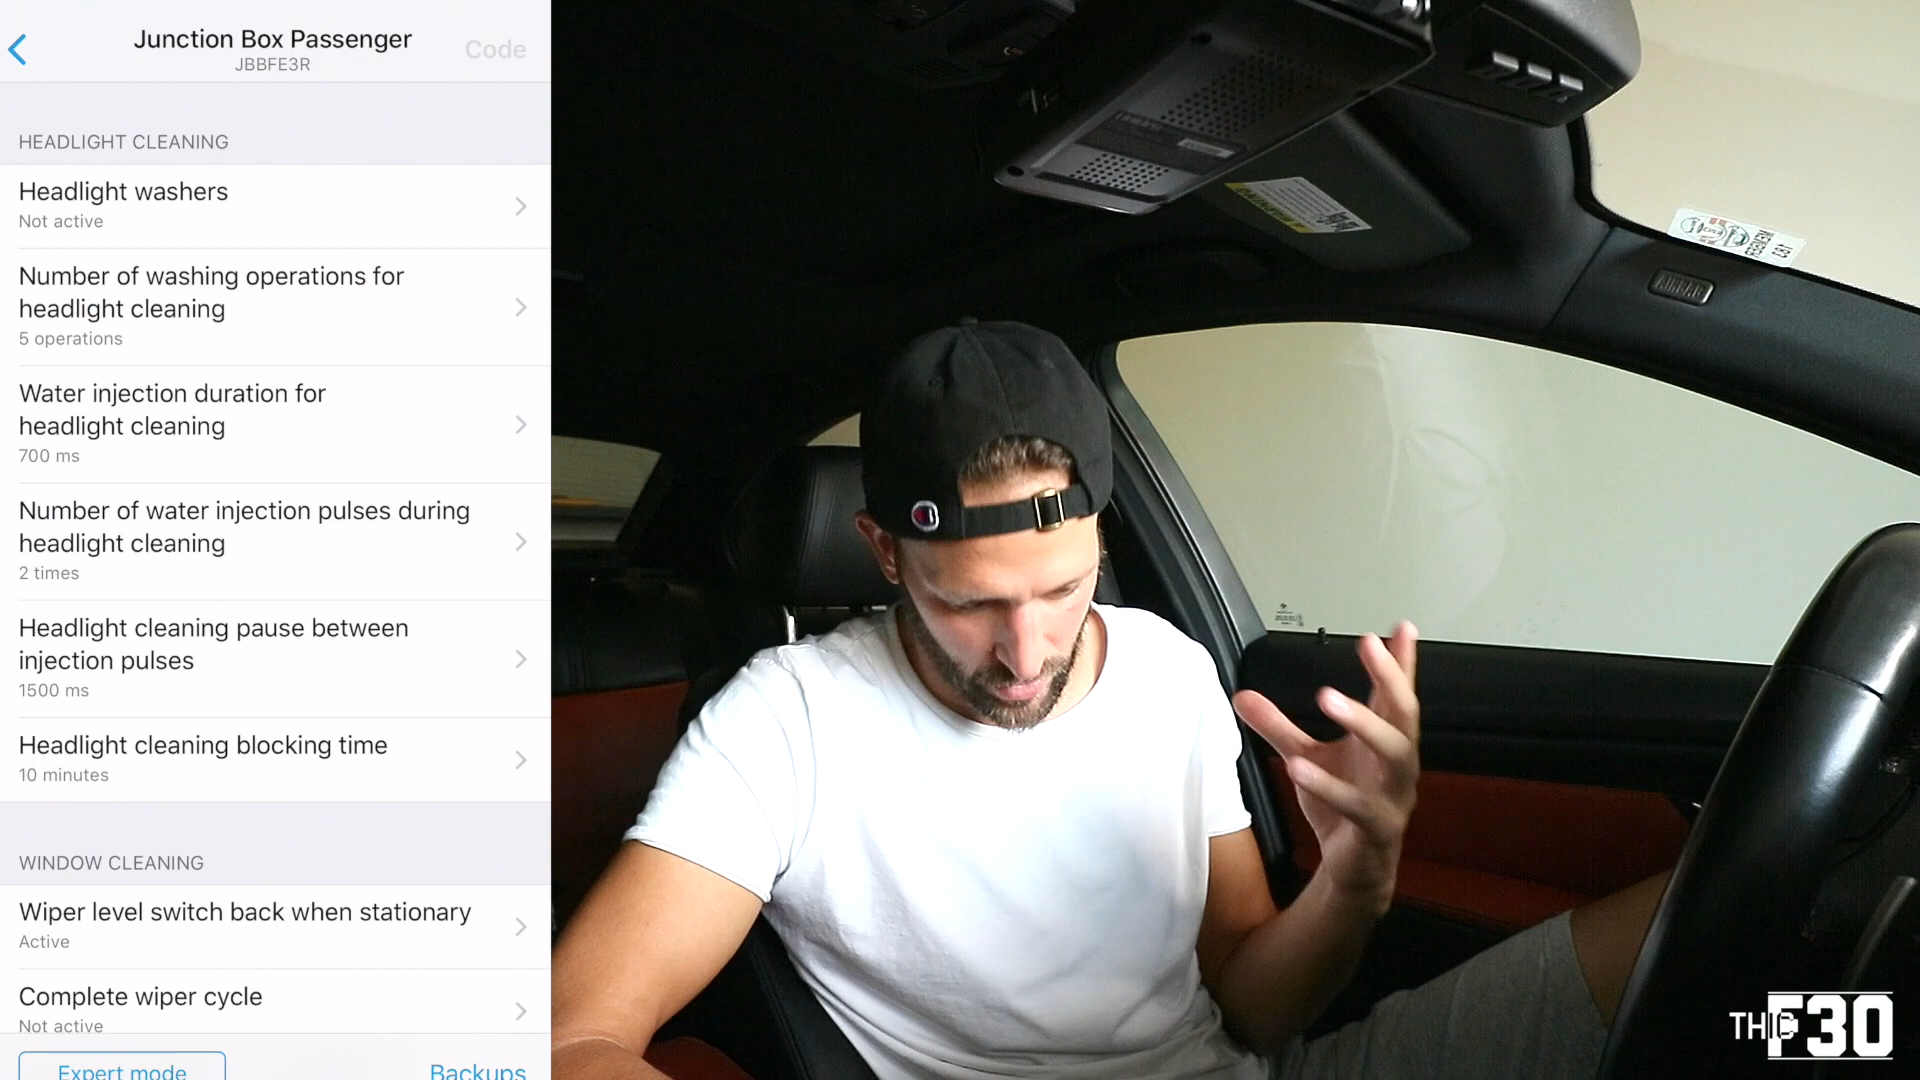 Junction Box Passenger
JBBFE3R
Code
HEADLIGHT CLEANING
Headlight washers
Not active
Number of washing operations for
headlight cleaning
5 operations
Water injection duration for
headlight cleaning
700 ms
Number of water injection pulses during
headlight cleaning
2 times
Headlight cleaning pause between
injection pulses
1500 ms
Headlight cleaning blocking time
10 minutes
WINDOW CLEANING
Wiper level switch back when stationary
Active
Complete wiper cycle
Not active
Expert mode
Backups
AIRBAG
183
F30